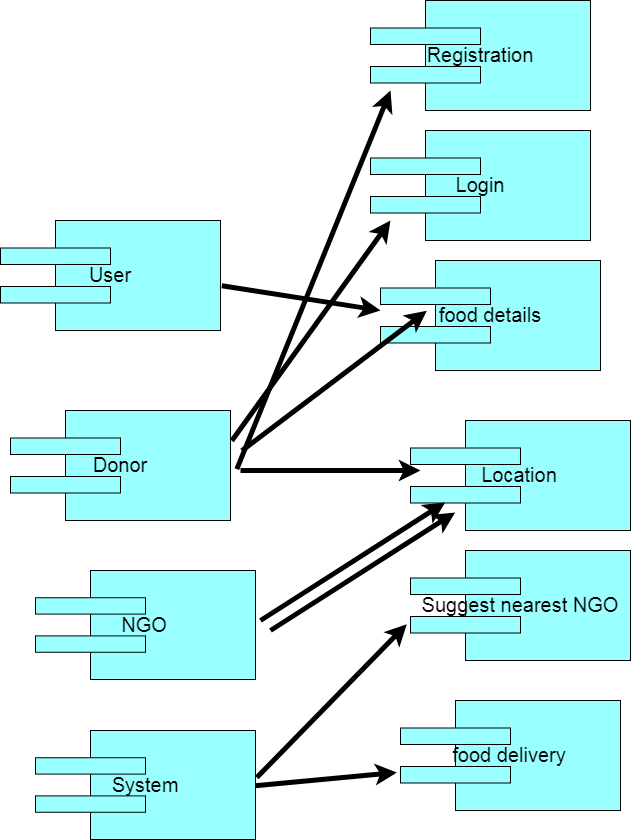 Registration
Login
User
food details
Donor
Location
Suggest nearest NGO
NGO
food delivery
System